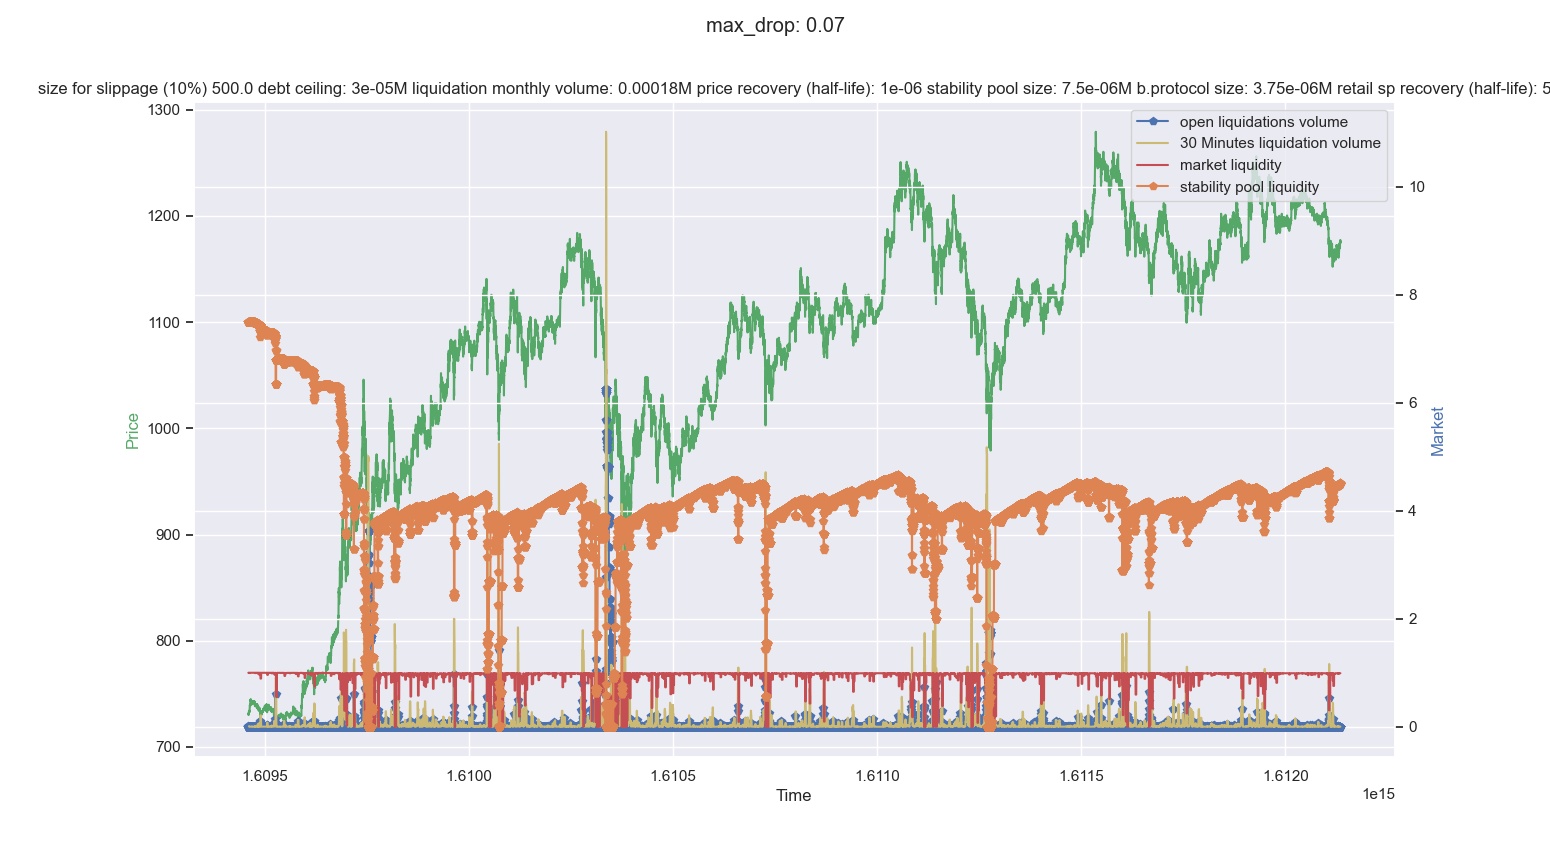 max_drop: 0.07
size for slippage (10%) 500.0 debt ceiling: 3e-05M liquidation monthly volume: 0.00018M price recovery (half-life): 1e-06 stability pool size: 7.5e-06M b.protocol size: 3.75e-06M retail sp recovery (half-life): 5
1300
1200
1100
1000
900
800
700
Price
open liquidations volume
30 Minutes liquidation volume
market liquidity
stability pool liquidity
10
8
6
4
2
0
Market
1.6095
1.6100
1.6105
1.6110
1.6115
1.6120
Time
1e15